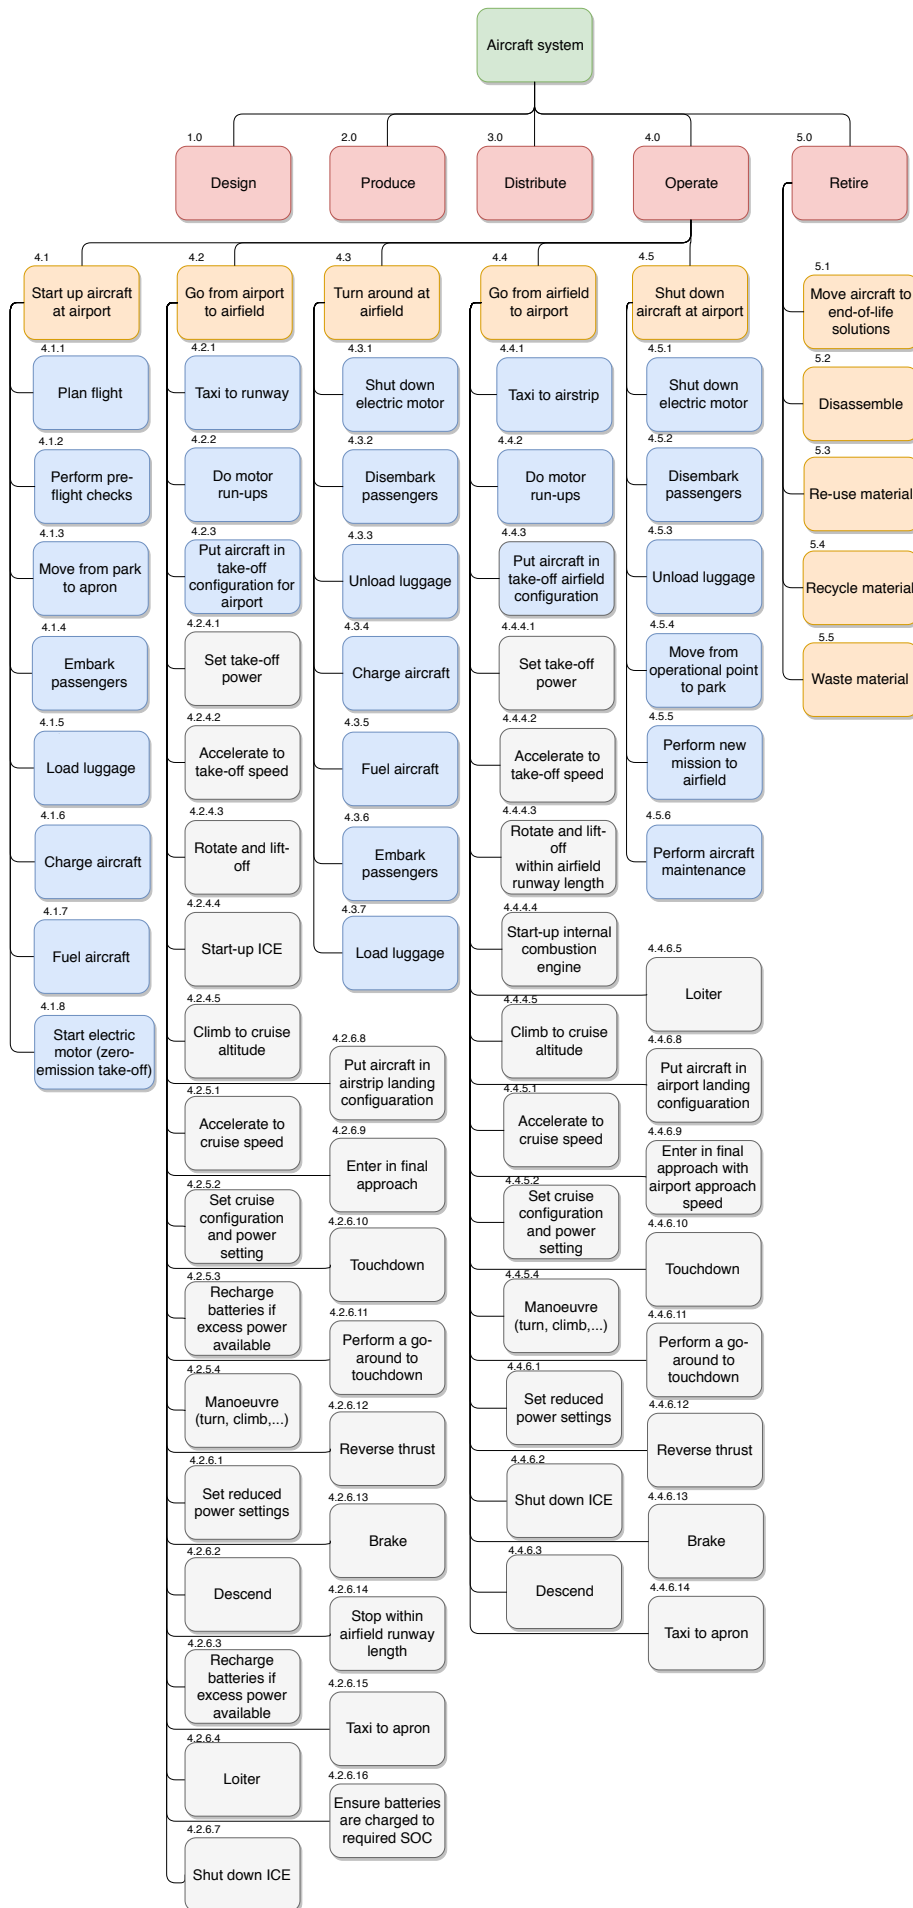 Aircraft system
1.0
Design
2.0
Produce
3.0
Distribute
4.0
Operate
5.0
Retire
4.1
Start up aircraft
at airport
4.1.1
Plan flight
4.1.2
Perform pre-
flight checks
4.1.3
Move from park
to apron
4.1.4
Embark
passengers
4.1.5
Load luggage
4.1.6
Charge aircraft
4.1.7
Fuel aircraft
4.1.8
Start electric
motor (zero-
emission take-off)
4.2
Go from airport
to airfield
4.2.1
Taxi to runway
4.2.2
Do motor
run-ups
4.2.3
Put aircraft in
take-off
configuration for
airport
4.2.4.1
Set take-off
power
4.2.4.2
Accelerate to
take-off speed
4.2.4.3
Rotate and lift-
off
4.2.4.4
Start-up ICE
4.2.4.5
Climb to cruise
altitude
4.2.5.1
Accelerate to
cruise speed
4.2.5.2
Set cruise
configuration
and power
setting
4.2.5.3
Recharge
batteries if
excess power
available
4.2.5.4
Manoeuvre
(turn, climb,...)
4.2.6.1
Set reduced
power settings
4.2.6.2
Descend
4.2.6.3
Recharge
batteries if
excess power
available
4.2.6.4
Loiter
4.2.6.7
Shut down ICE
4.2.6.8
Put aircraft in
airstrip landing
configuaration
4.2.6.9
Enter in final
approach
4.2.6.10
Touchdown
4.2.6.11
Perform a go-
around to
touchdown
4.2.6.12
Reverse thrust
4.2.6.13
Brake
4.2.6.14
Stop within
airfield runway
length
4.2.6.15
Taxi to apron
4.2.6.16
Ensure batteries
are charged to
required SOC
4.3
Turn around at
airfield
4.3.1
Shut down
electric motor
4.3.2
Disembark
passengers
4.3.3
Unload luggage
4.3.4
Charge aircraft
4.3.5
Fuel aircraft
4.3.6
Embark
passengers
4.3.7
Load luggage
4.4
Go from airfield
to airport
4.4.1
Taxi to airstrip
4.4.2
Do motor
run-ups
4.4.3
Put aircraft in
take-off airfield
configuration
4.4.4.1
Set take-off
power
4.4.4.2
Accelerate to
take-off speed
4.4.4.3
Rotate and lift-
off
within airfield
runway length
4.4.4.4
Start-up internal
combustion
engine
4.4.4.5
Climb to cruise
altitude
4.4.5.1
Accelerate to
cruise speed
4.4.5.2
Set cruise
configuration
and power
setting
4.4.5.4
Manoeuvre
(turn, climb,...)
4.4.6.1
Set reduced
power settings
4.4.6.2
Shut down ICE
4.4.6.3
Descend
4.4.6.5
Loiter
4.4.6.8
Put aircraft in
airport landing
configuaration
4.4.6.9
Enter in final
approach with
airport approach
speed
4.4.6.10
Touchdown
4.4.6.11
Perform a go-
around to
touchdown
4.4.6.12
Reverse thrust
4.4.6.13
Brake
4.4.6.14
Taxi to apron
4.5
Shut down
aircraft at airport
4.5.1
Shut down
electric motor
4.5.2
Disembark
passengers
4.5.3
Unload luggage
4.5.4
Move from
operational point
to park
4.5.5
Perform new
mission to
airfield
4.5.6
Perform aircraft
maintenance
5.1
Move aircraft to
end-of-life
solutions
5.2
Disassemble
5.3
Re-use material
5.4
Recycle material
5.5
Waste material